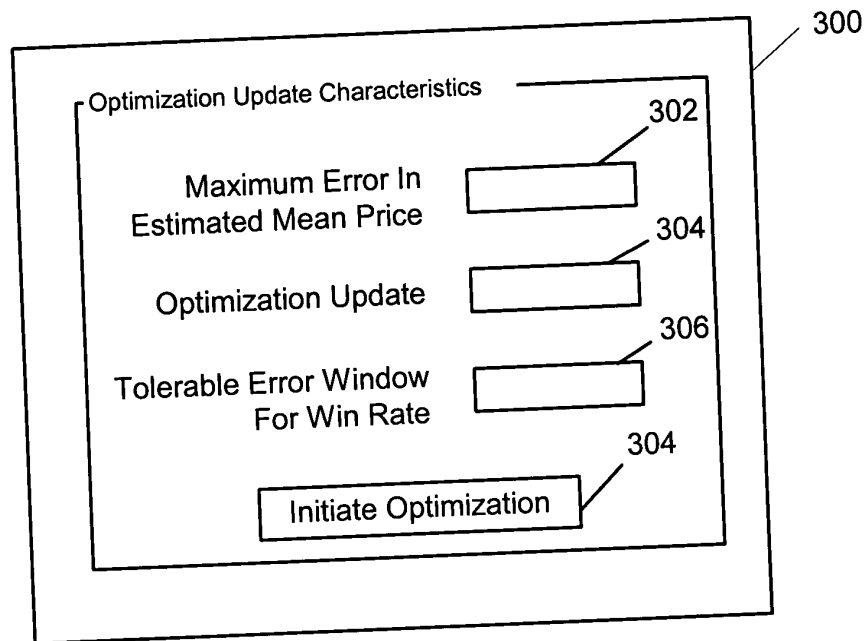 300
Optimization Update Characteristics
302
Maximum Error In
Estimated Mean Price
304
Optimization Update
306
Tolerable Error Window
For Win Rate
304
Initiate Optimization